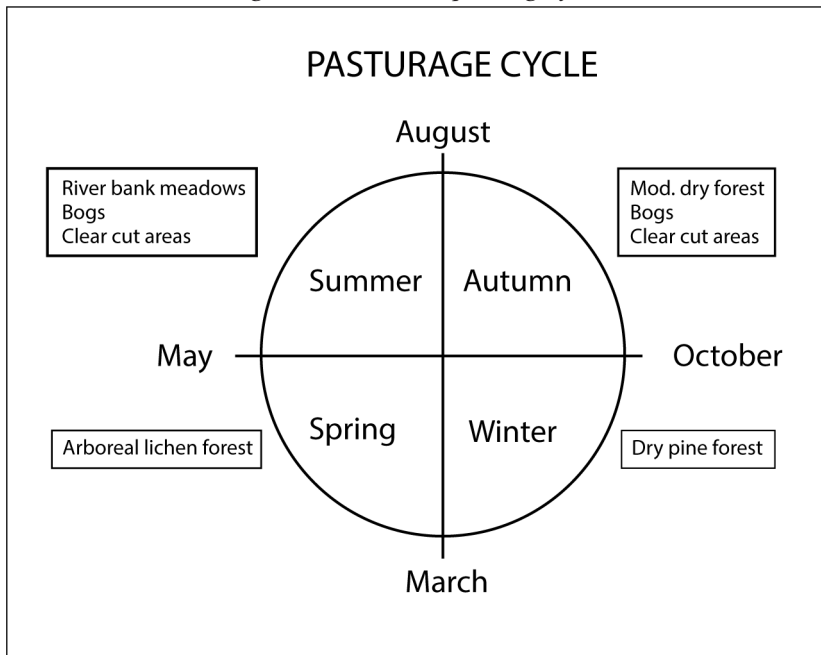 PASTURAGE CYCLE
August
River bank meadows
Bogs
Clear cut areas
Mod. dry forest
Bogs
Clear cut areas
Summer
Autumn
May
October
Spring
Winter
Arboreal lichen forest
Dry pine forest
March